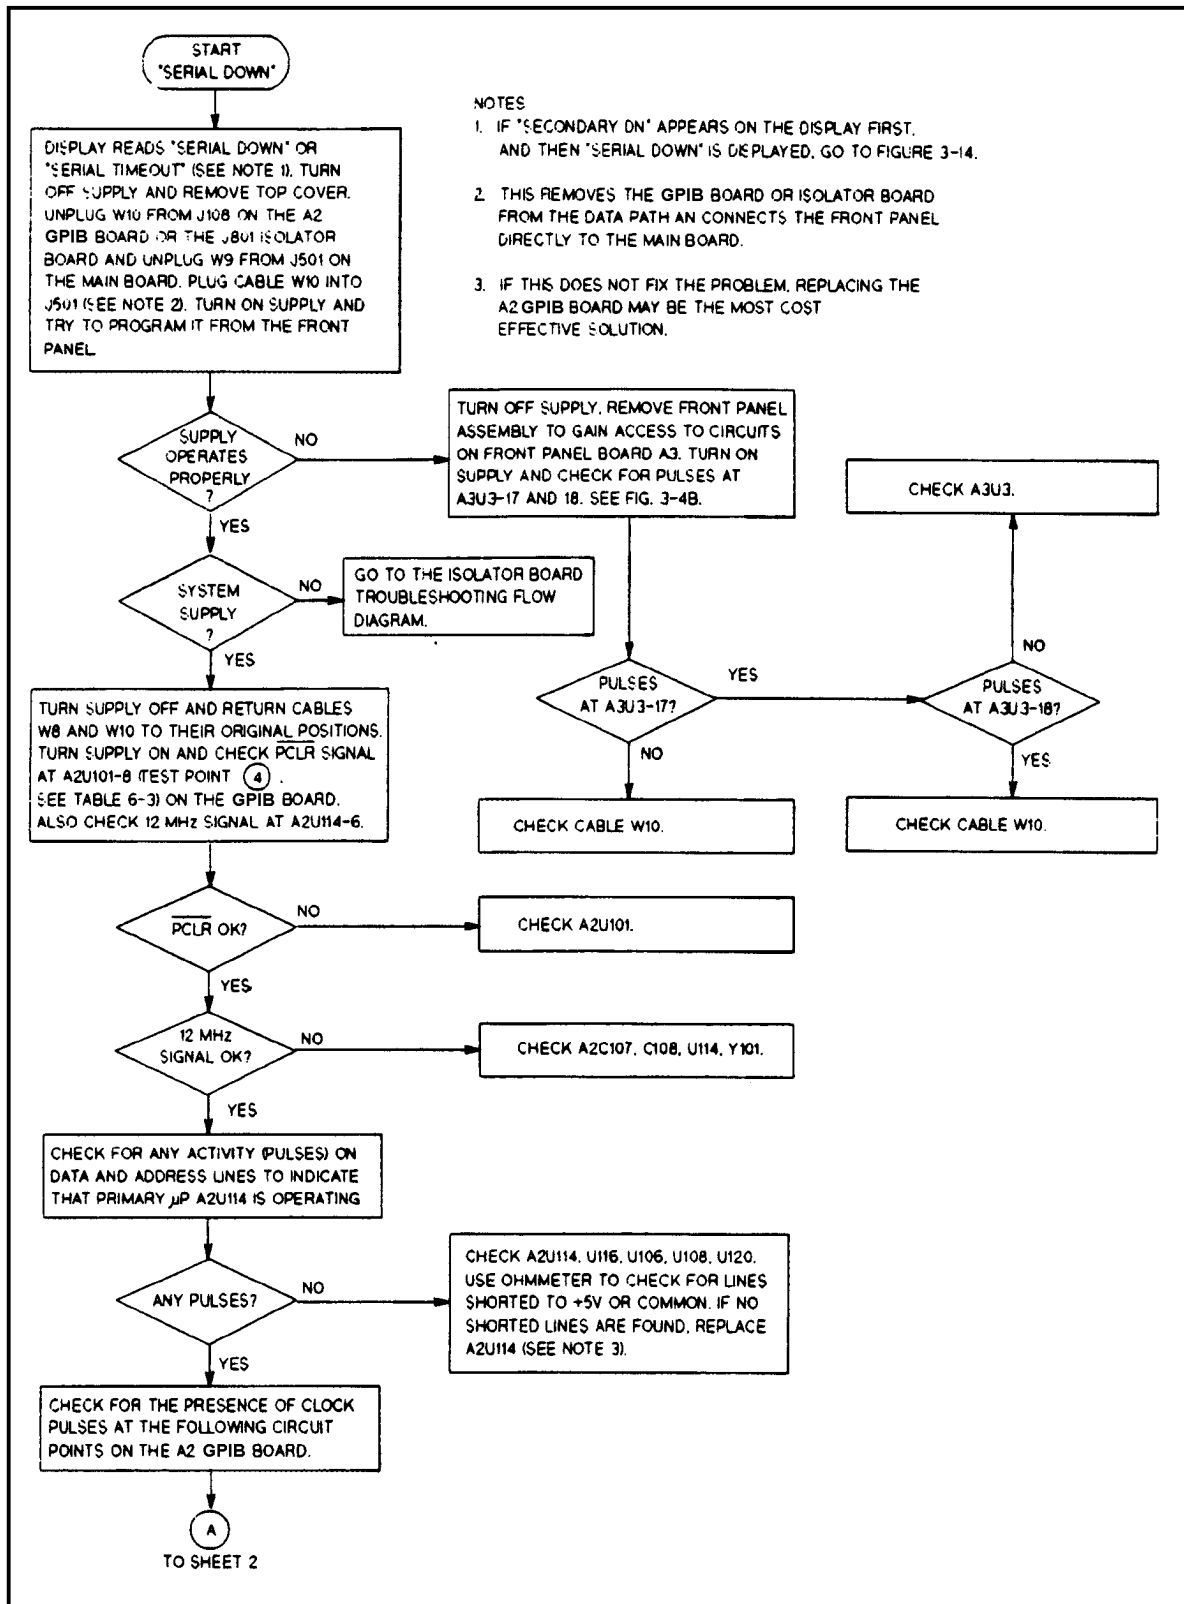 START
"SERIAL DOWN"
NOTES
1. IF "SECONDARY DN" APPEARS ON THE DISPLAY FIRST,
AND THEN "SERIAL DOWN" IS DISPLAYED, GO TO FIGURE 3-14.
2. THIS REMOVES THE GPIB BOARD OR ISOLATOR BOARD
FROM THE DATA PATH AN CONNECTS THE FRONT PANEL
DIRECTLY TO THE MAIN BOARD.
3. IF THIS DOES NOT FIX THE PROBLEM, REPLACING THE
A2 GPIB BOARD MAY BE THE MOST COST
EFFECTIVE SOLUTION.
DISPLAY READS "SERIAL DOWN" OR
"SERIAL TIMEOUT" (SEE NOTE 1). TURN
OFF SUPPLY AND REMOVE TOP COVER.
UNPLUG W10 FROM J108 ON THE A2
GPIB BOARD OR THE J801 ISOLATOR
BOARD AND UNPLUG W9 FROM J501 ON
THE MAIN BOARD. PLUG CABLE W10 INTO
J501 (SEE NOTE 2). TURN ON SUPPLY AND
TRY TO PROGRAM IT FROM THE FRONT
PANEL
SUPPLY
OPERATES
PROPERLY
?
NO
YES
TURN OFF SUPPLY, REMOVE FRONT PANEL
ASSEMBLY TO GAIN ACCESS TO CIRCUITS
ON FRONT PANEL BOARD A3. TURN ON
SUPPLY AND CHECK FOR PULSES AT
A3U3-17 AND 18. SEE FIG. 3-4B.
CHECK A3U3.
SYSTEM
SUPPLY
?
NO
YES
GO TO THE ISOLATOR BOARD
TROUBLESHOOTING FLOW
DIAGRAM.
PULSES
AT A3U3-17?
YES
NO
PULSES
AT A3U3-18?
NO
YES
CHECK CABLE W10.
CHECK CABLE W10.
TURN SUPPLY OFF AND RETURN CABLES
W8 AND W10 TO THEIR ORIGINAL POSITIONS.
TURN SUPPLY ON AND CHECK PCLR SIGNAL
AT A2U101-8 (TEST POINT 4 .
SEE TABLE 6-3) ON THE GPIB BOARD.
ALSO CHECK 12 MHz SIGNAL AT A2U114-6.
PCLR OK?
NO
YES
CHECK A2U101.
12 MHz
SIGNAL OK?
NO
YES
CHECK A2C107, C108, U114, Y101.
CHECK FOR ANY ACTIVITY (PULSES) ON
DATA AND ADDRESS LINES TO INDICATE
THAT PRIMARY µP A2U114 IS OPERATING
ANY PULSES?
NO
YES
CHECK A2U114, U116, U106, U108, U120.
USE OHMMETER TO CHECK FOR LINES
SHORTED TO +5V OR COMMON. IF NO
SHORTED LINES ARE FOUND, REPLACE
A2U114 (SEE NOTE 3).
CHECK FOR THE PRESENCE OF CLOCK
PULSES AT THE FOLLOWING CIRCUIT
POINTS ON THE A2 GPIB BOARD.
A
TO SHEET 2